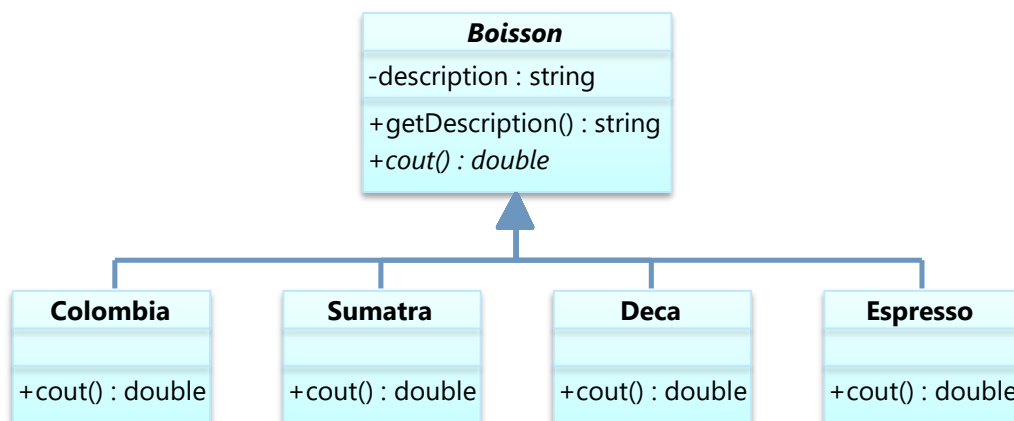 Boisson
-description : string
+getDescription() : string
+cout() : double
Colombia
+cout() : double
Sumatra
+cout() : double
Deca
+cout() : double
Espresso
+cout() : double